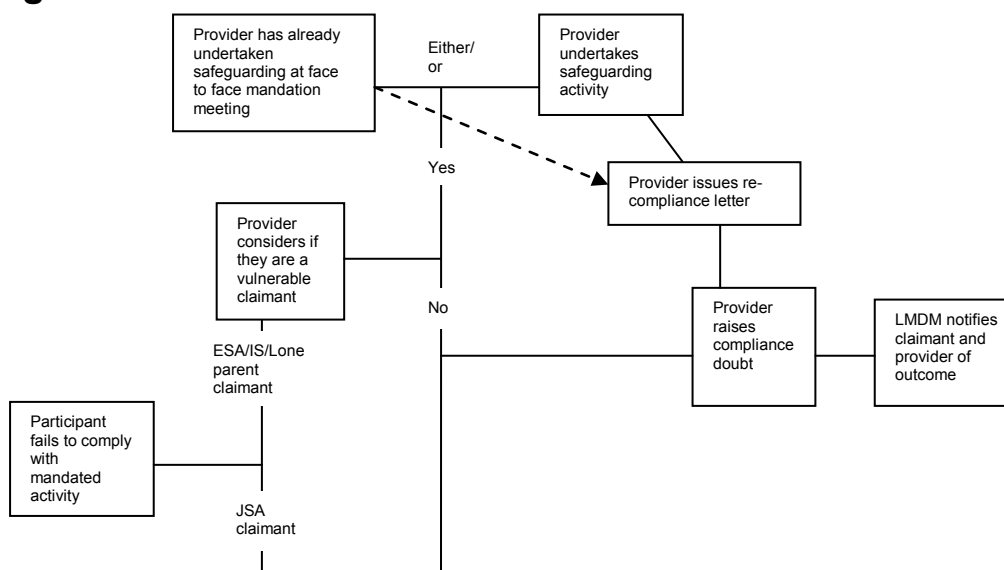 Provider has already
undertaken
safeguarding at face
to face mandation
meeting
Either/
or
Provider
undertakes
safeguarding
activity
Yes
Provider issues re-
compliance letter
Provider
considers if
they are a
vulnerable
claimant
No
Provider
raises
compliance
doubt
LMDM notifies
claimant and
provider of
outcome
ESA/IS/Lone
parent
claimant
Participant
fails to comply
with
mandated
activity
JSA
claimant